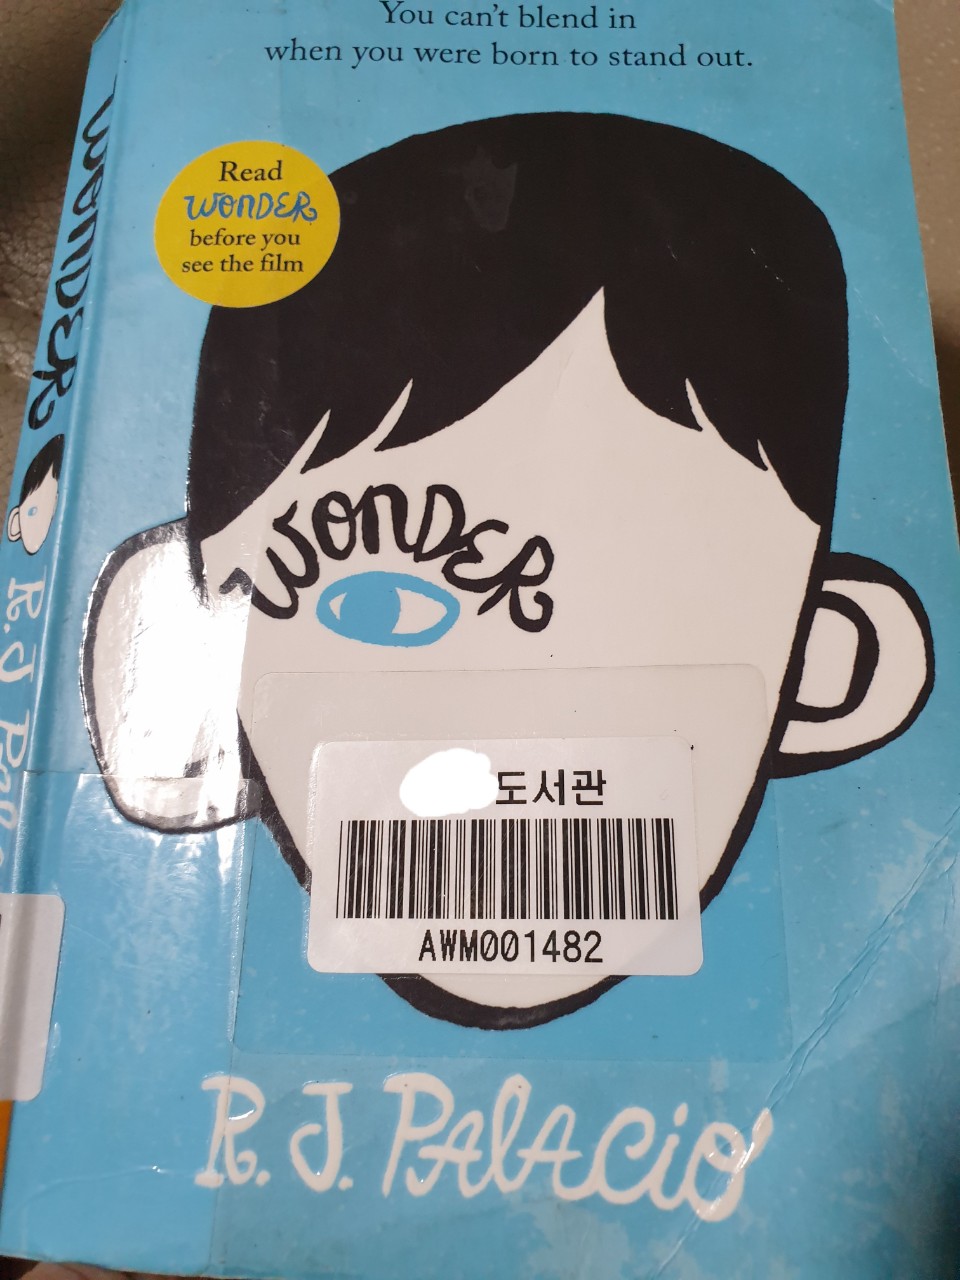 You can't blend in
when you were born to stand out.
Read
WONDER
before you
see the film
WONDER
도서관
AWM001482
R. J. PALACIO
WONDER
R. J